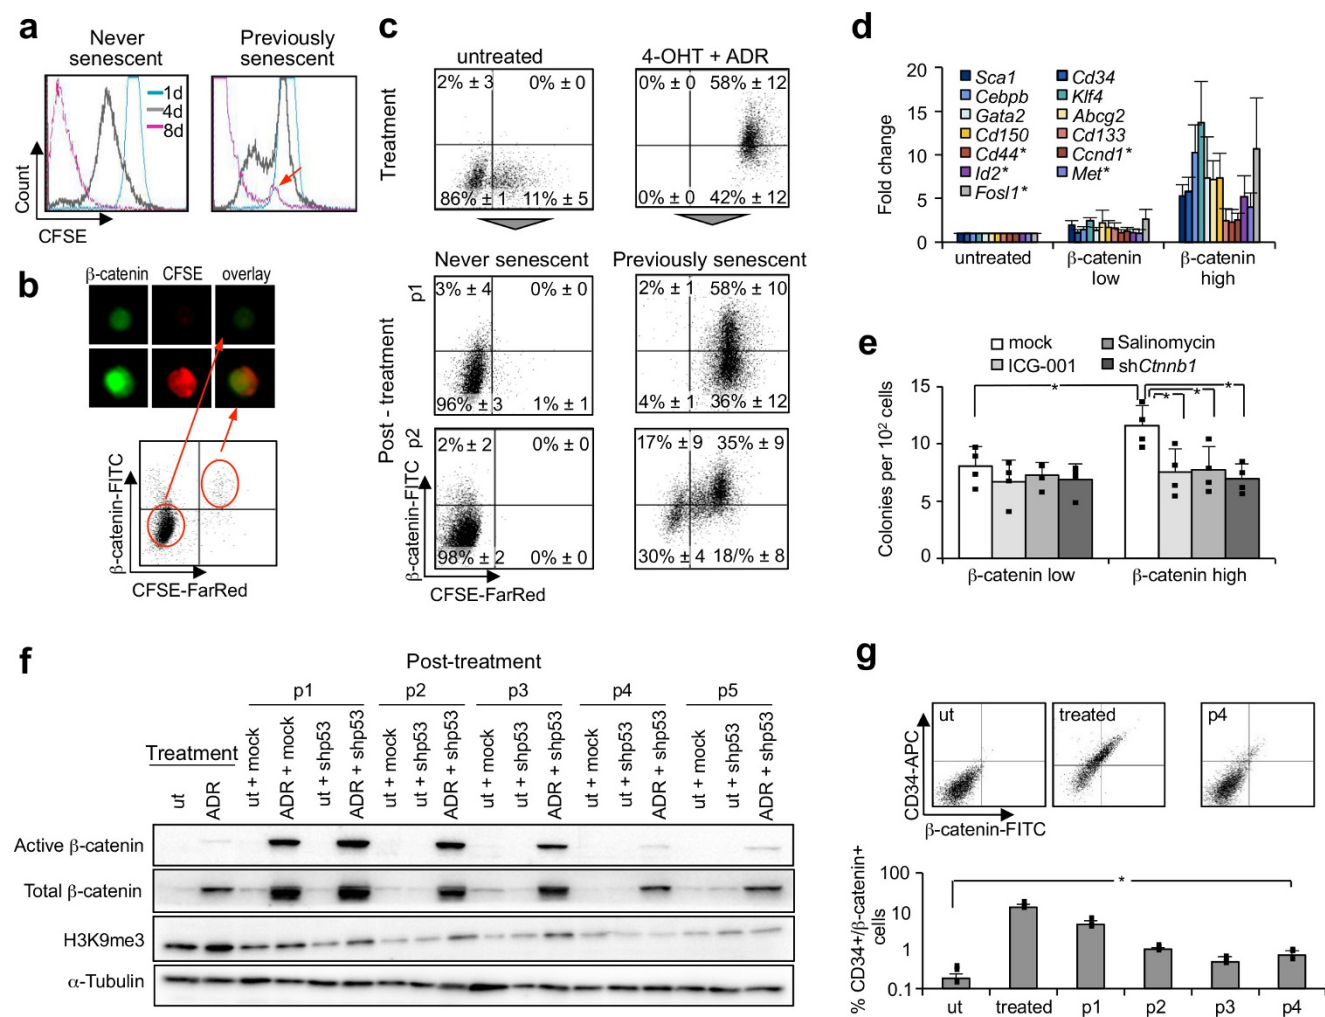 a
Never senescent
Previously senescent
1d
4d
8d
Count
CFSE
b
β-catenin CFSE overlay
β-catenin-FITC
CFSE-FarRed
c
untreated
4-OHT + ADR
Treatment
2% ± 3 0% ± 0
86% ± 1 11% ± 5
0% ± 0 58% ± 12
0% ± 0 42% ± 12
Never senescent
Previously senescent
Post - treatment
p1
3% ± 4 0% ± 0
96% ± 3 1% ± 1
2% ± 1 58% ± 10
4% ± 1 36% ± 12
p2
2% ± 2 0% ± 0
98% ± 2 0% ± 0
17% ± 9 35% ± 9
30% ± 4 18/% ± 8
β-catenin-FITC
CFSE-FarRed
d
Fold change
20
15
10
5
0
Sca1 Cd34
Cebpb Klf4
Gata2 Abcg2
Cd150 Cd133
Cd44* Ccnd1*
Id2* Met*
Fosl1*
untreated
β-catenin low
β-catenin high
e
mock Salinomycin
ICG-001 shCtnnb1
Colonies per 10² cells
15
10
5
0
* * * *
β-catenin low
β-catenin high
f
Post-treatment
p1 p2 p3 p4 p5
Treatment
ut
ADR
ut + mock
ADR + mock
ut + shp53
ADR + shp53
ut + mock
ut + shp53
ADR + shp53
ut + mock
ut + shp53
ADR + shp53
ut + mock
ut + shp53
ADR + shp53
ut + mock
ut + shp53
ADR + shp53
Active β-catenin
Total β-catenin
H3K9me3
α-Tubulin
g
ut
treated
p4
CD34-APC
β-catenin-FITC
% CD34+/β-catenin+ cells
100
10
1
0.1
*
ut treated p1 p2 p3 p4